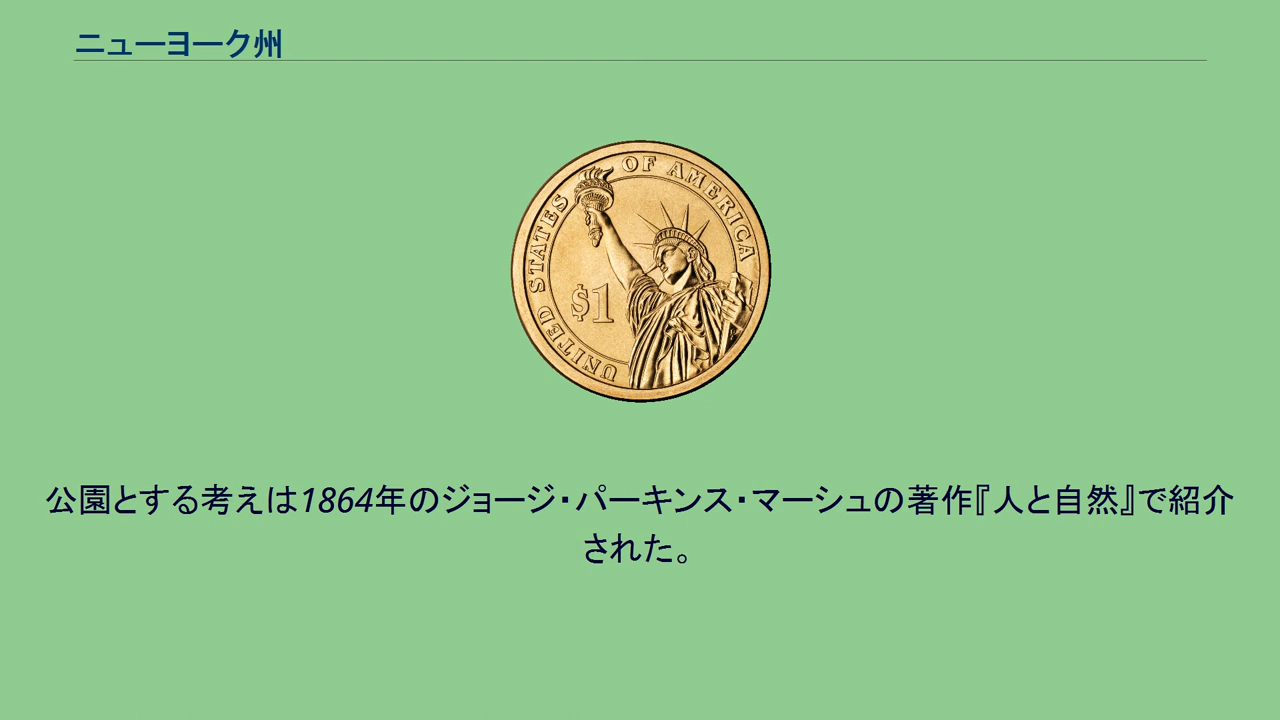 ニューヨーク州
UNITED STATES OF AMERICA
$1
公園とする考えは1864年のジョージ・パーキンス・マーシュの著作『人と自然』で紹介
された。